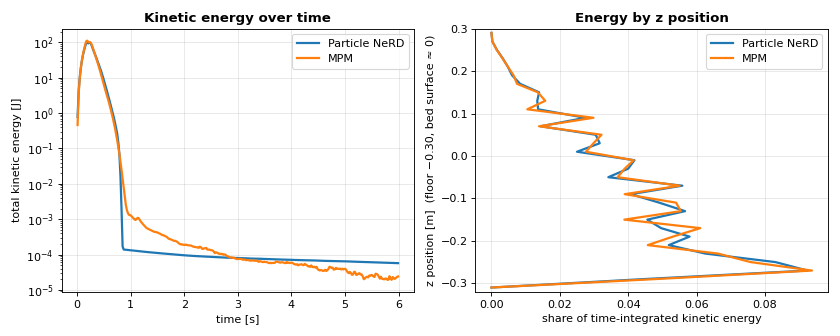 Kinetic energy over time
total kinetic energy [J]
10²
10¹
10⁰
10⁻¹
10⁻²
10⁻³
10⁻⁴
10⁻⁵
Particle NeRD
MPM
0 1 2 3 4 5 6
time [s]
Energy by z position
z position [m] (floor −0.30, bed surface ≈ 0)
0.3
0.2
0.1
0.0
−0.1
−0.2
−0.3
Particle NeRD
MPM
0.00 0.02 0.04 0.06 0.08
share of time-integrated kinetic energy